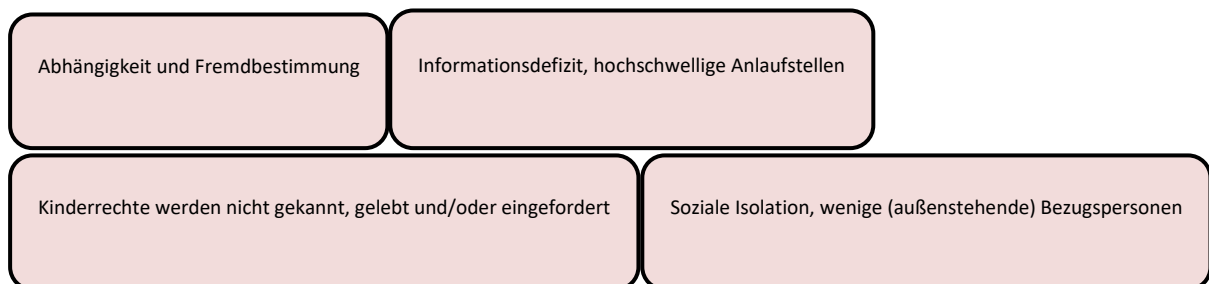 Abhängigkeit und Fremdbestimmung
Informationsdefizit, hochschwellige Anlaufstellen
Kinderrechte werden nicht gekannt, gelebt und/oder eingefordert
Soziale Isolation, wenige (außenstehende) Bezugspersonen